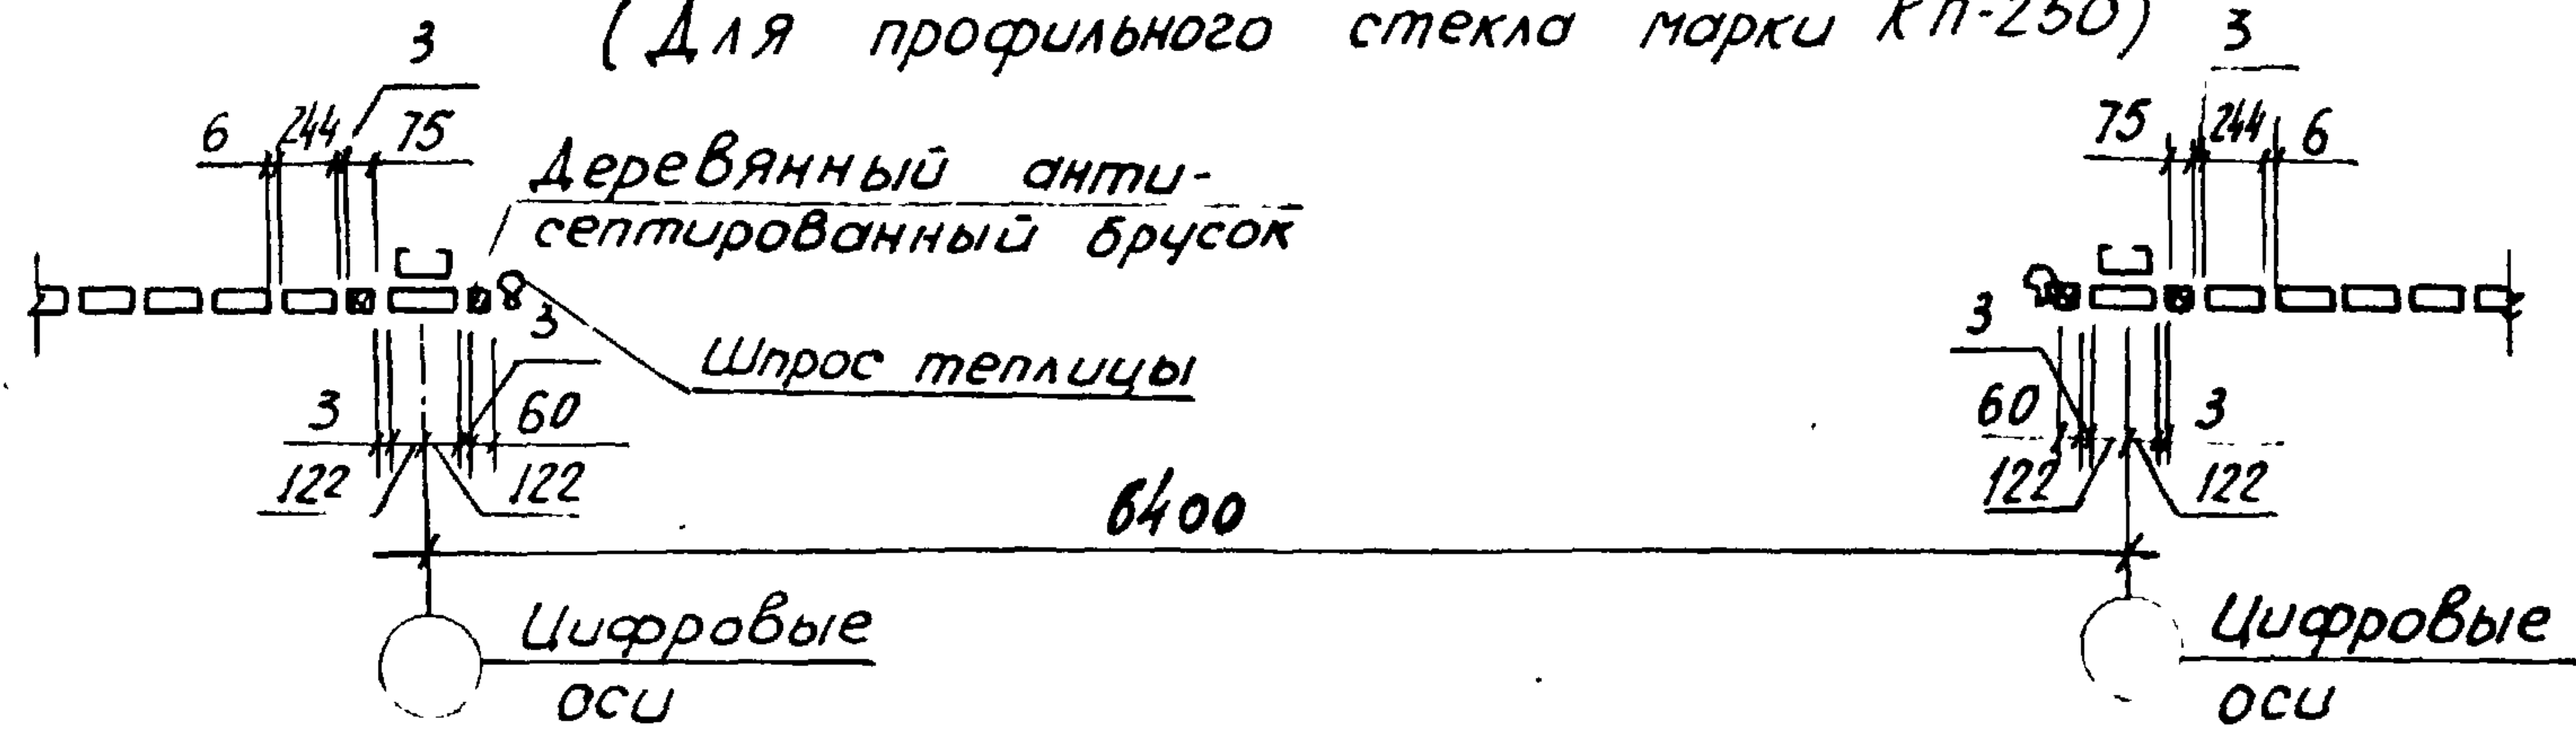 (Для профильного стекла марки КП-250)
3
3
6 244 75
75 244 6
Деревянный анти-
септированный брусок
3
3
Шпрос теплицы
3 60
60 3
122 122
122 122
6400
Цифровые
оси
Цифровые
оси